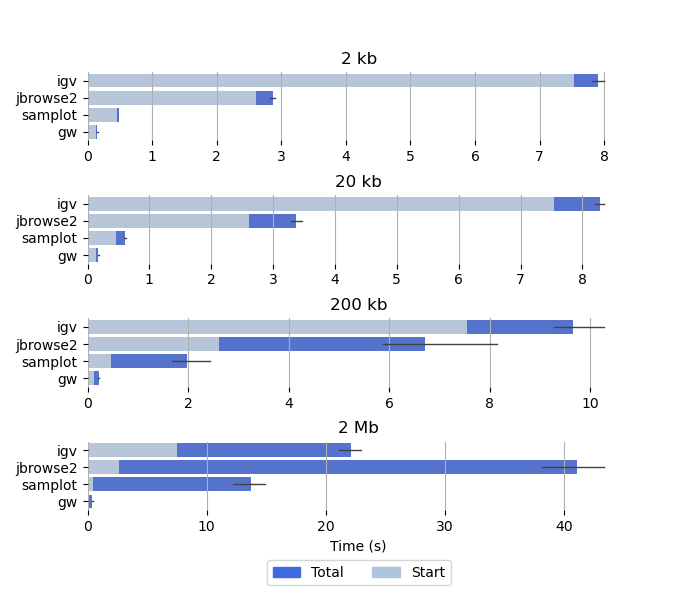 2 kb
igv
jbrowse2
samplot
gw
0 1 2 3 4 5 6 7 8
20 kb
igv
jbrowse2
samplot
gw
0 1 2 3 4 5 6 7 8
200 kb
igv
jbrowse2
samplot
gw
0 2 4 6 8 10
2 Mb
igv
jbrowse2
samplot
gw
0 10 20 30 40
Time (s)
Total Start